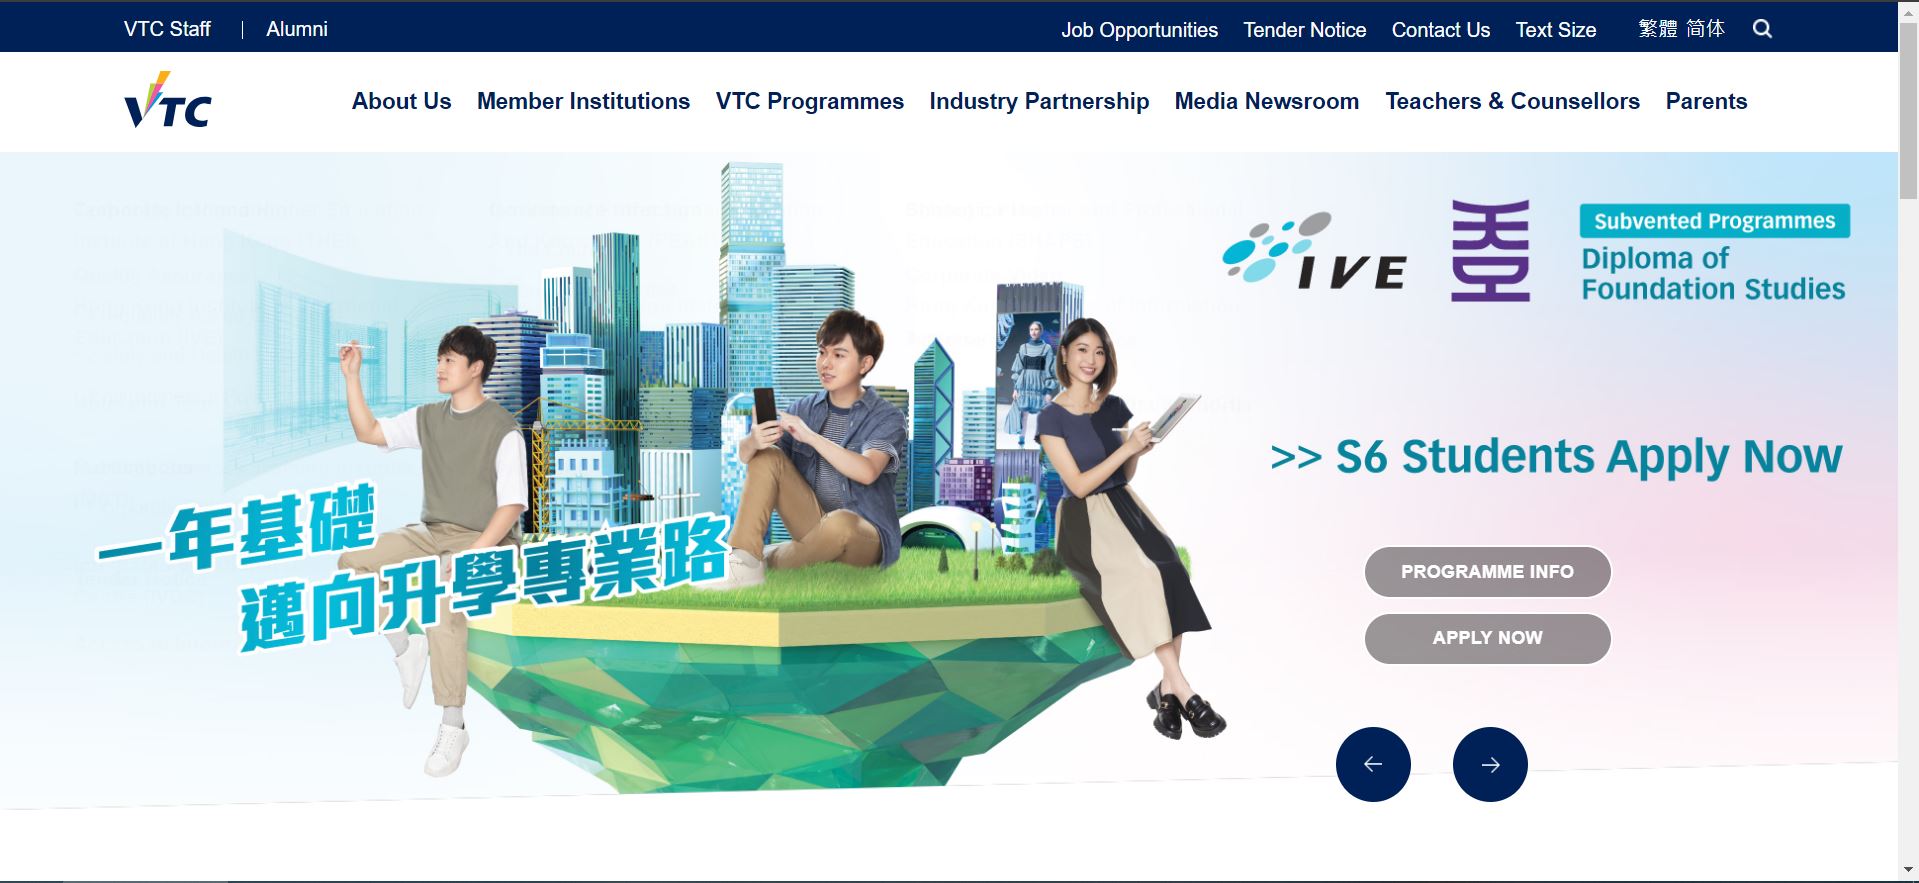 VTC Staff
Alumni
Job Opportunities
Tender Notice
Contact Us
Text Size
繁體 简体
VTC
About Us
Member Institutions
VTC Programmes
Industry Partnership
Media Newsroom
Teachers & Counsellors
Parents
IVE
Subvented Programmes
Diploma of
Foundation Studies
>> S6 Students Apply Now
一年基礎
邁向升學專業路
PROGRAMME INFO
APPLY NOW